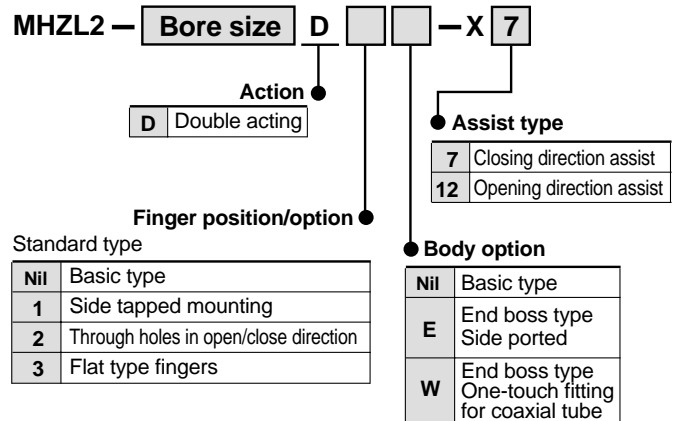 MHZL2 — Bore size D — X 7
Action
D Double acting
Assist type
7 Closing direction assist
12 Opening direction assist
Finger position/option
Standard type
Nil Basic type
1 Side tapped mounting
2 Through holes in open/close direction
3 Flat type fingers
Body option
Nil Basic type
E End boss type
Side ported
W End boss type
One-touch fitting
for coaxial tube